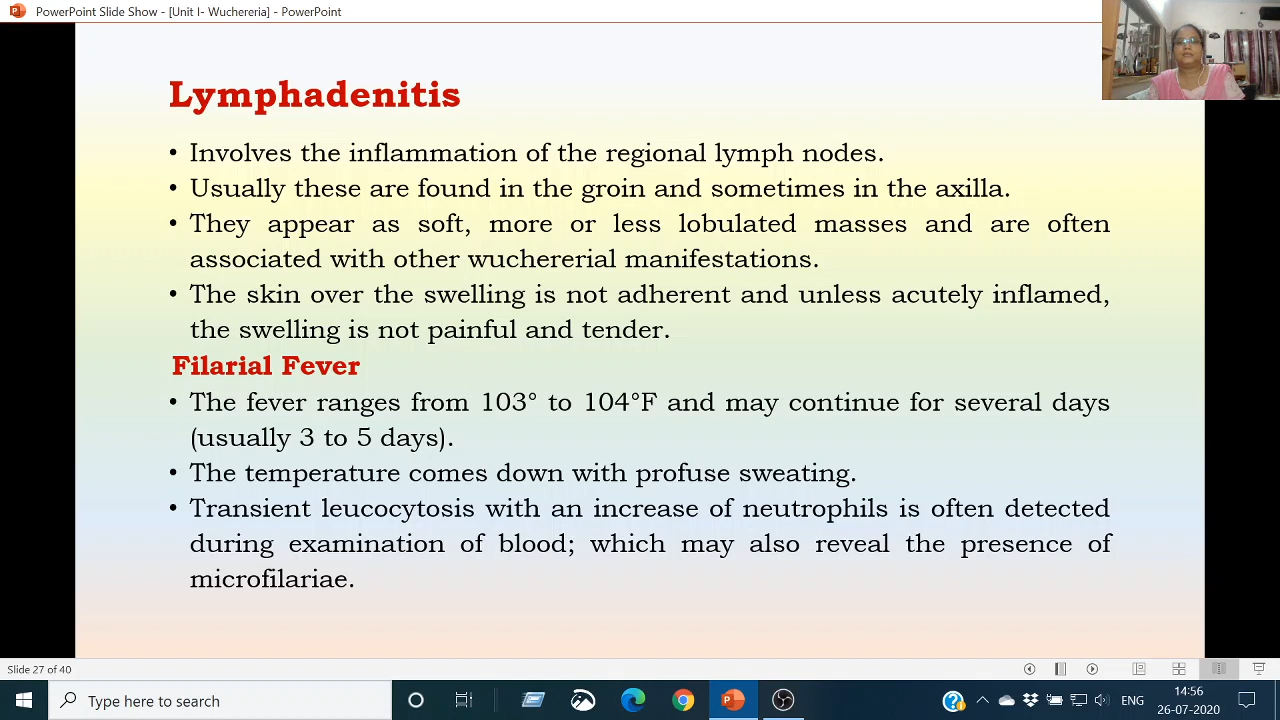 PowerPoint Slide Show - [Unit I- Wuchereria] - PowerPoint
Lymphadenitis
• Involves the inflammation of the regional lymph nodes.
• Usually these are found in the groin and sometimes in the axilla.
• They appear as soft, more or less lobulated masses and are often
associated with other wuchererial manifestations.
• The skin over the swelling is not adherent and unless acutely inflamed,
the swelling is not painful and tender.
Filarial Fever
• The fever ranges from 103° to 104°F and may continue for several days
(usually 3 to 5 days).
• The temperature comes down with profuse sweating.
• Transient leucocytosis with an increase of neutrophils is often detected
during examination of blood; which may also reveal the presence of
microfilariae.
Slide 27 of 40
Type here to search
ENG
14:56
26-07-2020